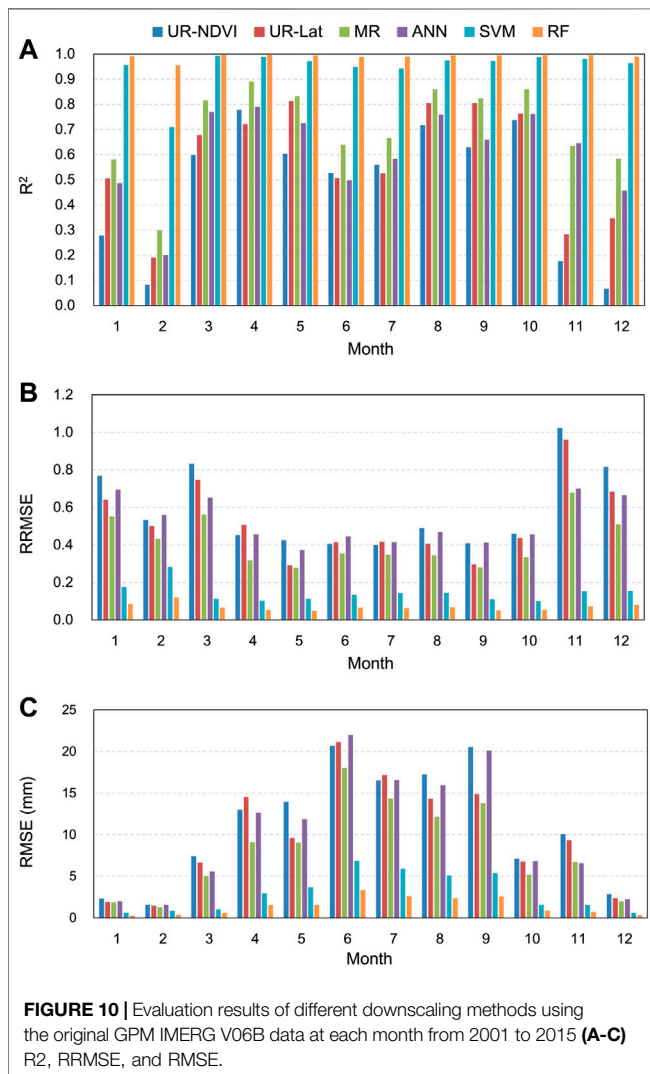 UR-NDVI UR-Lat MR ANN SVM RF
A
1.0
0.9
0.8
0.7
0.6
0.5
0.4
0.3
0.2
0.1
0.0
R²
1 2 3 4 5 6 7 8 9 10 11 12
Month
B
1.2
1.0
0.8
0.6
0.4
0.2
0.0
RRMSE
1 2 3 4 5 6 7 8 9 10 11 12
Month
C
25
20
15
10
5
0
RMSE (mm)
1 2 3 4 5 6 7 8 9 10 11 12
Month
FIGURE 10 | Evaluation results of different downscaling methods using
the original GPM IMERG V06B data at each month from 2001 to 2015 (A-C)
R2, RRMSE, and RMSE.